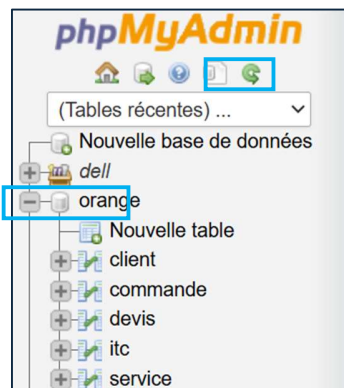 phpMyAdmin
(Tables récentes) ...
Nouvelle base de données
dell
orange
Nouvelle table
client
commande
devis
itc
service